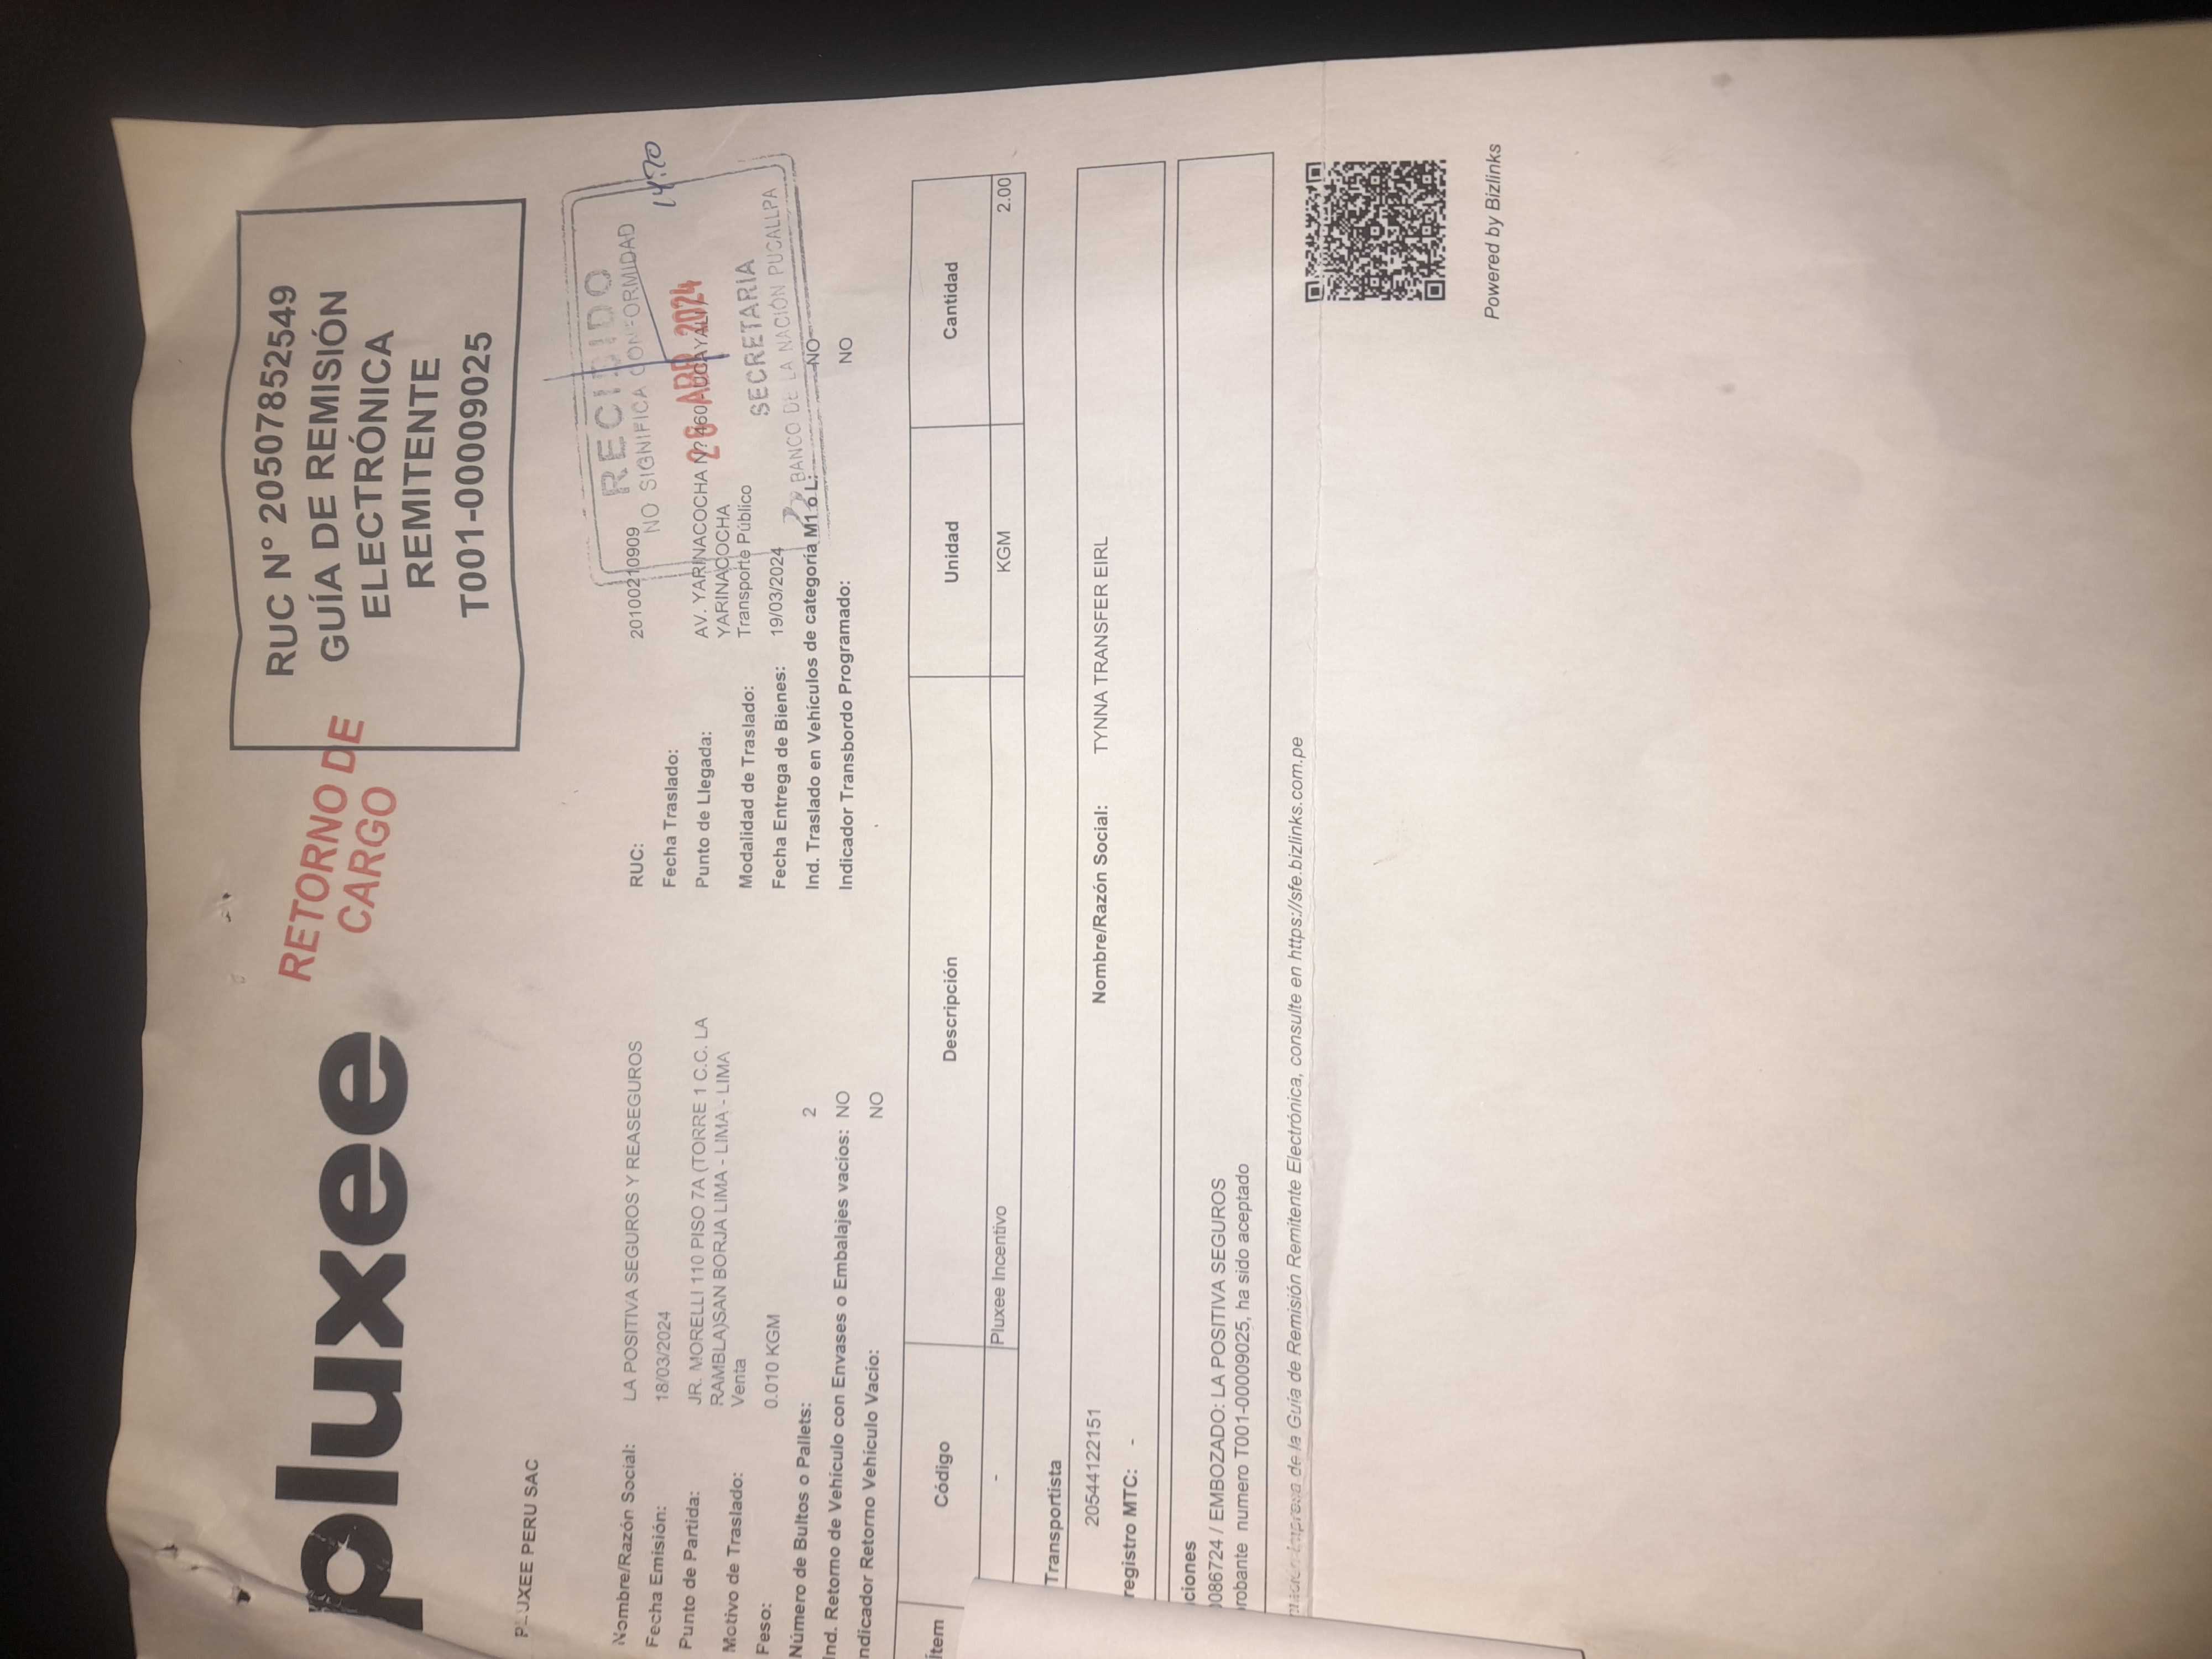 pluxee
RETORNO DE
CARGO
RUC N° 20507852549
GUÍA DE REMISIÓN
ELECTRÓNICA
REMITENTE
T001-00009025
PLUXEE PERU SAC
RECIBIDO
NO SIGNIFICA CONFORMIDAD
26 ABR 2024
SECRETARIA
BANCO DE LA NACIÓN PUCALLPA
Nombre/Razón Social: LA POSITIVA SEGUROS Y REASEGUROS RUC: 20100210909
Fecha Emisión: 18/03/2024 Fecha Traslado:
Punto de Partida: JR. MORELLI 110 PISO 7A (TORRE 1 C.C. LA Punto de Llegada: AV. YARINACOCHA N? 460-UCAYALI
RAMBLA)SAN BORJA LIMA - LIMA - LIMA YARINACOCHA
Motivo de Traslado: Venta Modalidad de Traslado: Transporte Público
Peso: 0.010 KGM Fecha Entrega de Bienes: 19/03/2024
Número de Bultos o Pallets: 2 Ind. Traslado en Vehículos de categoría M1 ó L: NO
Ind. Retorno de Vehículo con Envases o Embalajes vacíos: NO Indicador Transbordo Programado: NO
ndicador Retorno Vehículo Vacío: NO
Ítem Código Descripción Unidad Cantidad
- Pluxee Incentivo KGM 2.00
Transportista
20544122151 Nombre/Razón Social: TYNNA TRANSFER EIRL
registro MTC: -
ciones
0086724 / EMBOZADO: LA POSITIVA SEGUROS
robante numero T001-00009025, ha sido aceptado
impresa de la Guía de Remisión Remitente Electrónica, consulte en https://sfe.bizlinks.com.pe
Powered by Bizlinks